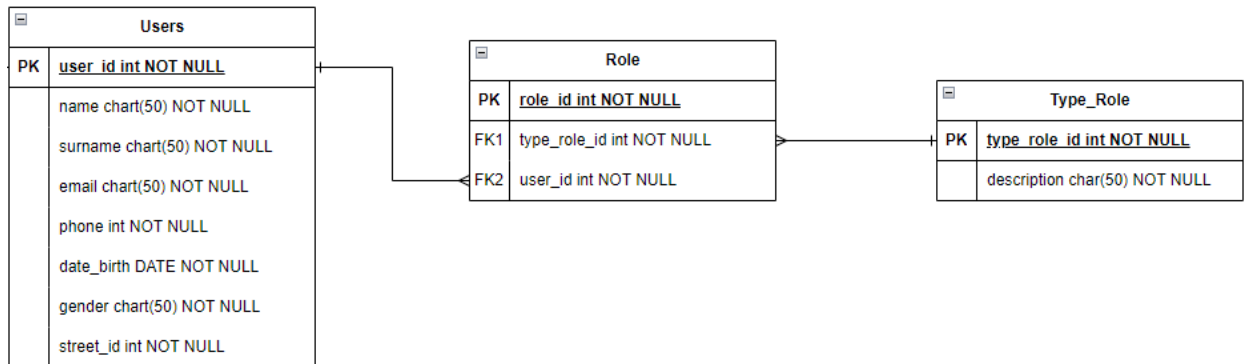 Users
PK user_id int NOT NULL
name chart(50) NOT NULL
surname chart(50) NOT NULL
email chart(50) NOT NULL
phone int NOT NULL
date_birth DATE NOT NULL
gender chart(50) NOT NULL
street_id int NOT NULL
Role
PK role_id int NOT NULL
FK1 type_role_id int NOT NULL
FK2 user_id int NOT NULL
Type_Role
PK type_role_id int NOT NULL
description char(50) NOT NULL